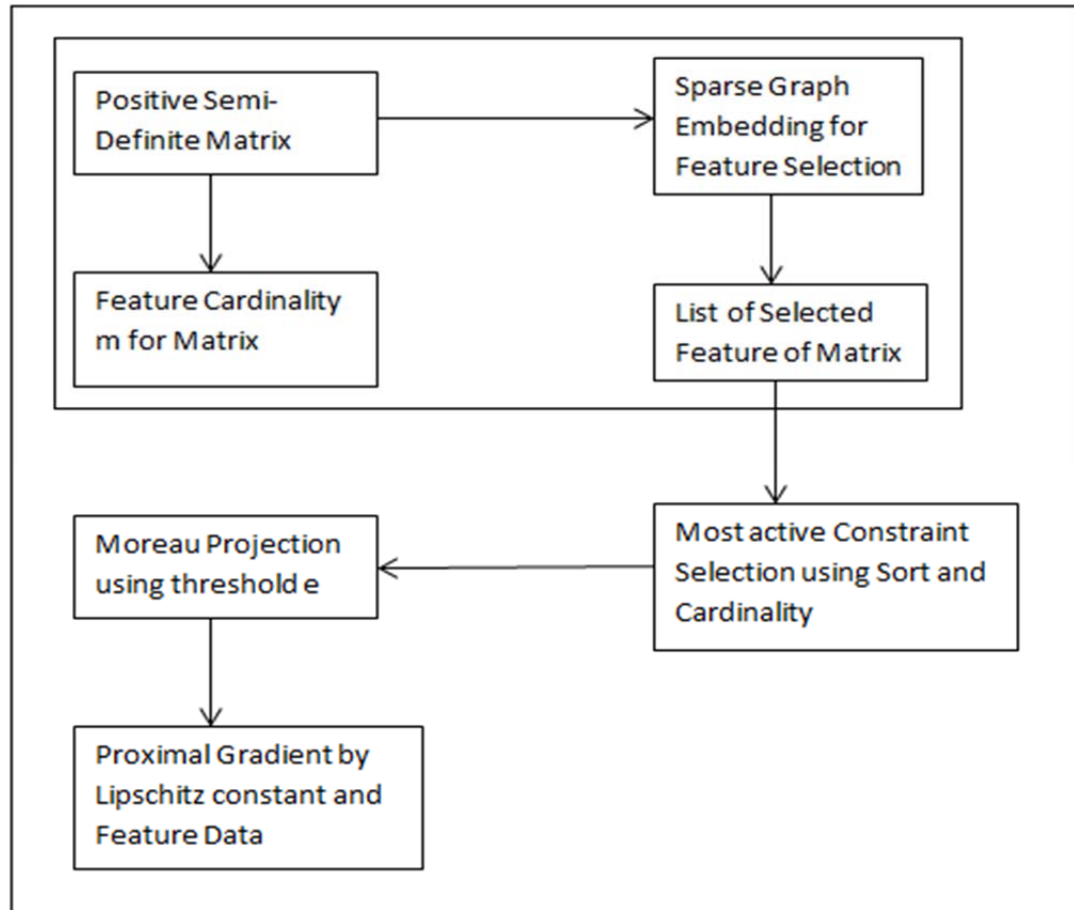 Positive Semi-
Definite Matrix
Sparse Graph
Embedding for
Feature Selection
Feature Cardinality
m for Matrix
List of Selected
Feature of Matrix
Moreau Projection
using threshold e
Most active Constraint
Selection using Sort and
Cardinality
Proximal Gradient by
Lipschitz constant and
Feature Data